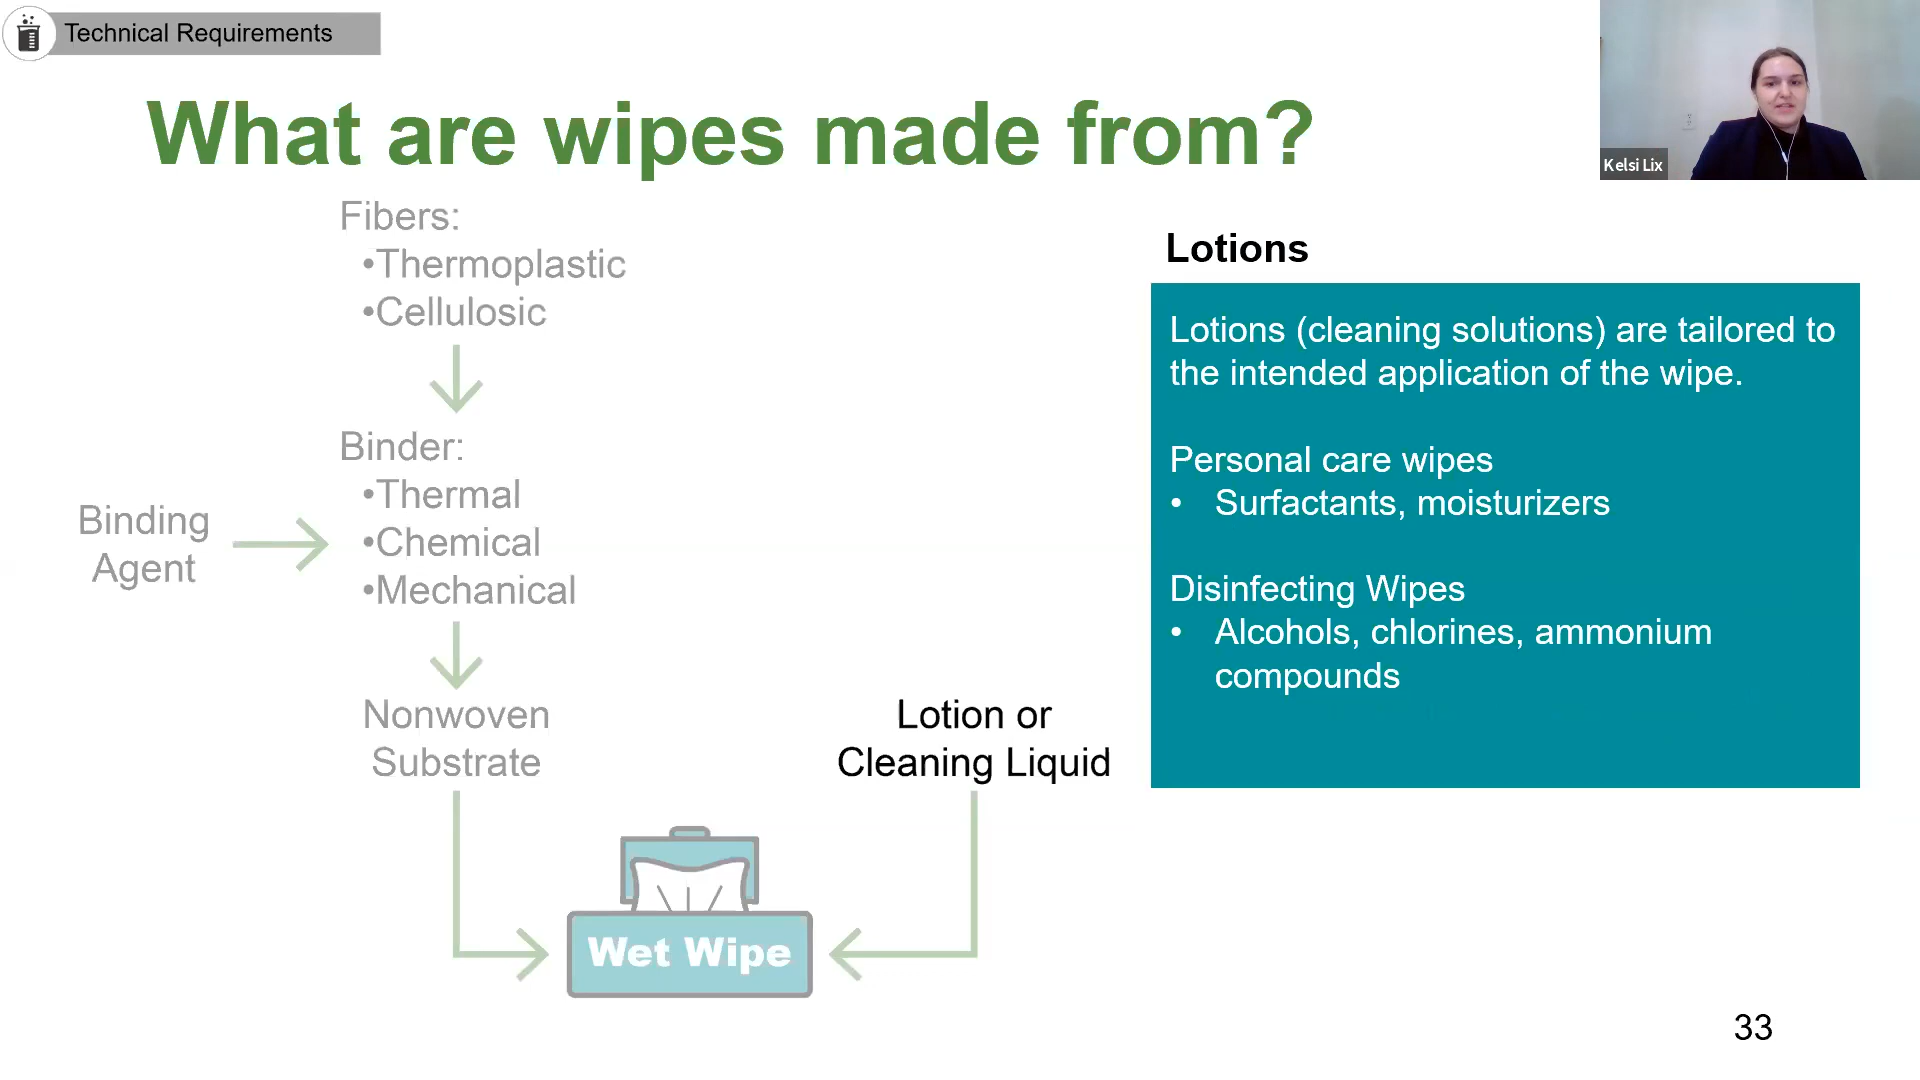 Technical Requirements
What are wipes made from?
Kelsi Lix
Fibers:
•Thermoplastic
•Cellulosic
Binder:
•Thermal
•Chemical
•Mechanical
Binding
Agent
Nonwoven
Substrate
Lotion or
Cleaning Liquid
Wet Wipe
Lotions
Lotions (cleaning solutions) are tailored to
the intended application of the wipe.
Personal care wipes
• Surfactants, moisturizers
Disinfecting Wipes
• Alcohols, chlorines, ammonium
compounds
33